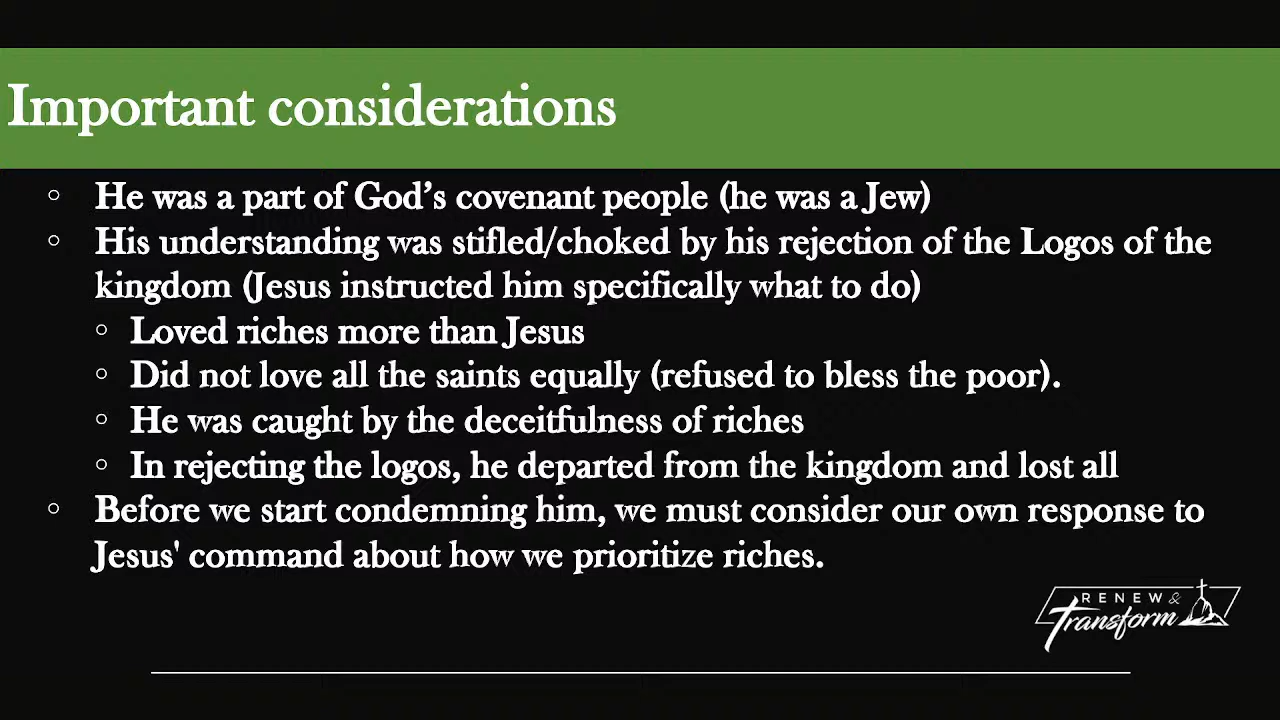 Important considerations
◦ He was a part of God’s covenant people (he was a Jew)
◦ His understanding was stifled/choked by his rejection of the Logos of the
kingdom (Jesus instructed him specifically what to do)
◦ Loved riches more than Jesus
◦ Did not love all the saints equally (refused to bless the poor).
◦ He was caught by the deceitfulness of riches
◦ In rejecting the logos, he departed from the kingdom and lost all
◦ Before we start condemning him, we must consider our own response to
Jesus' command about how we prioritize riches.
RENEW &
Transform